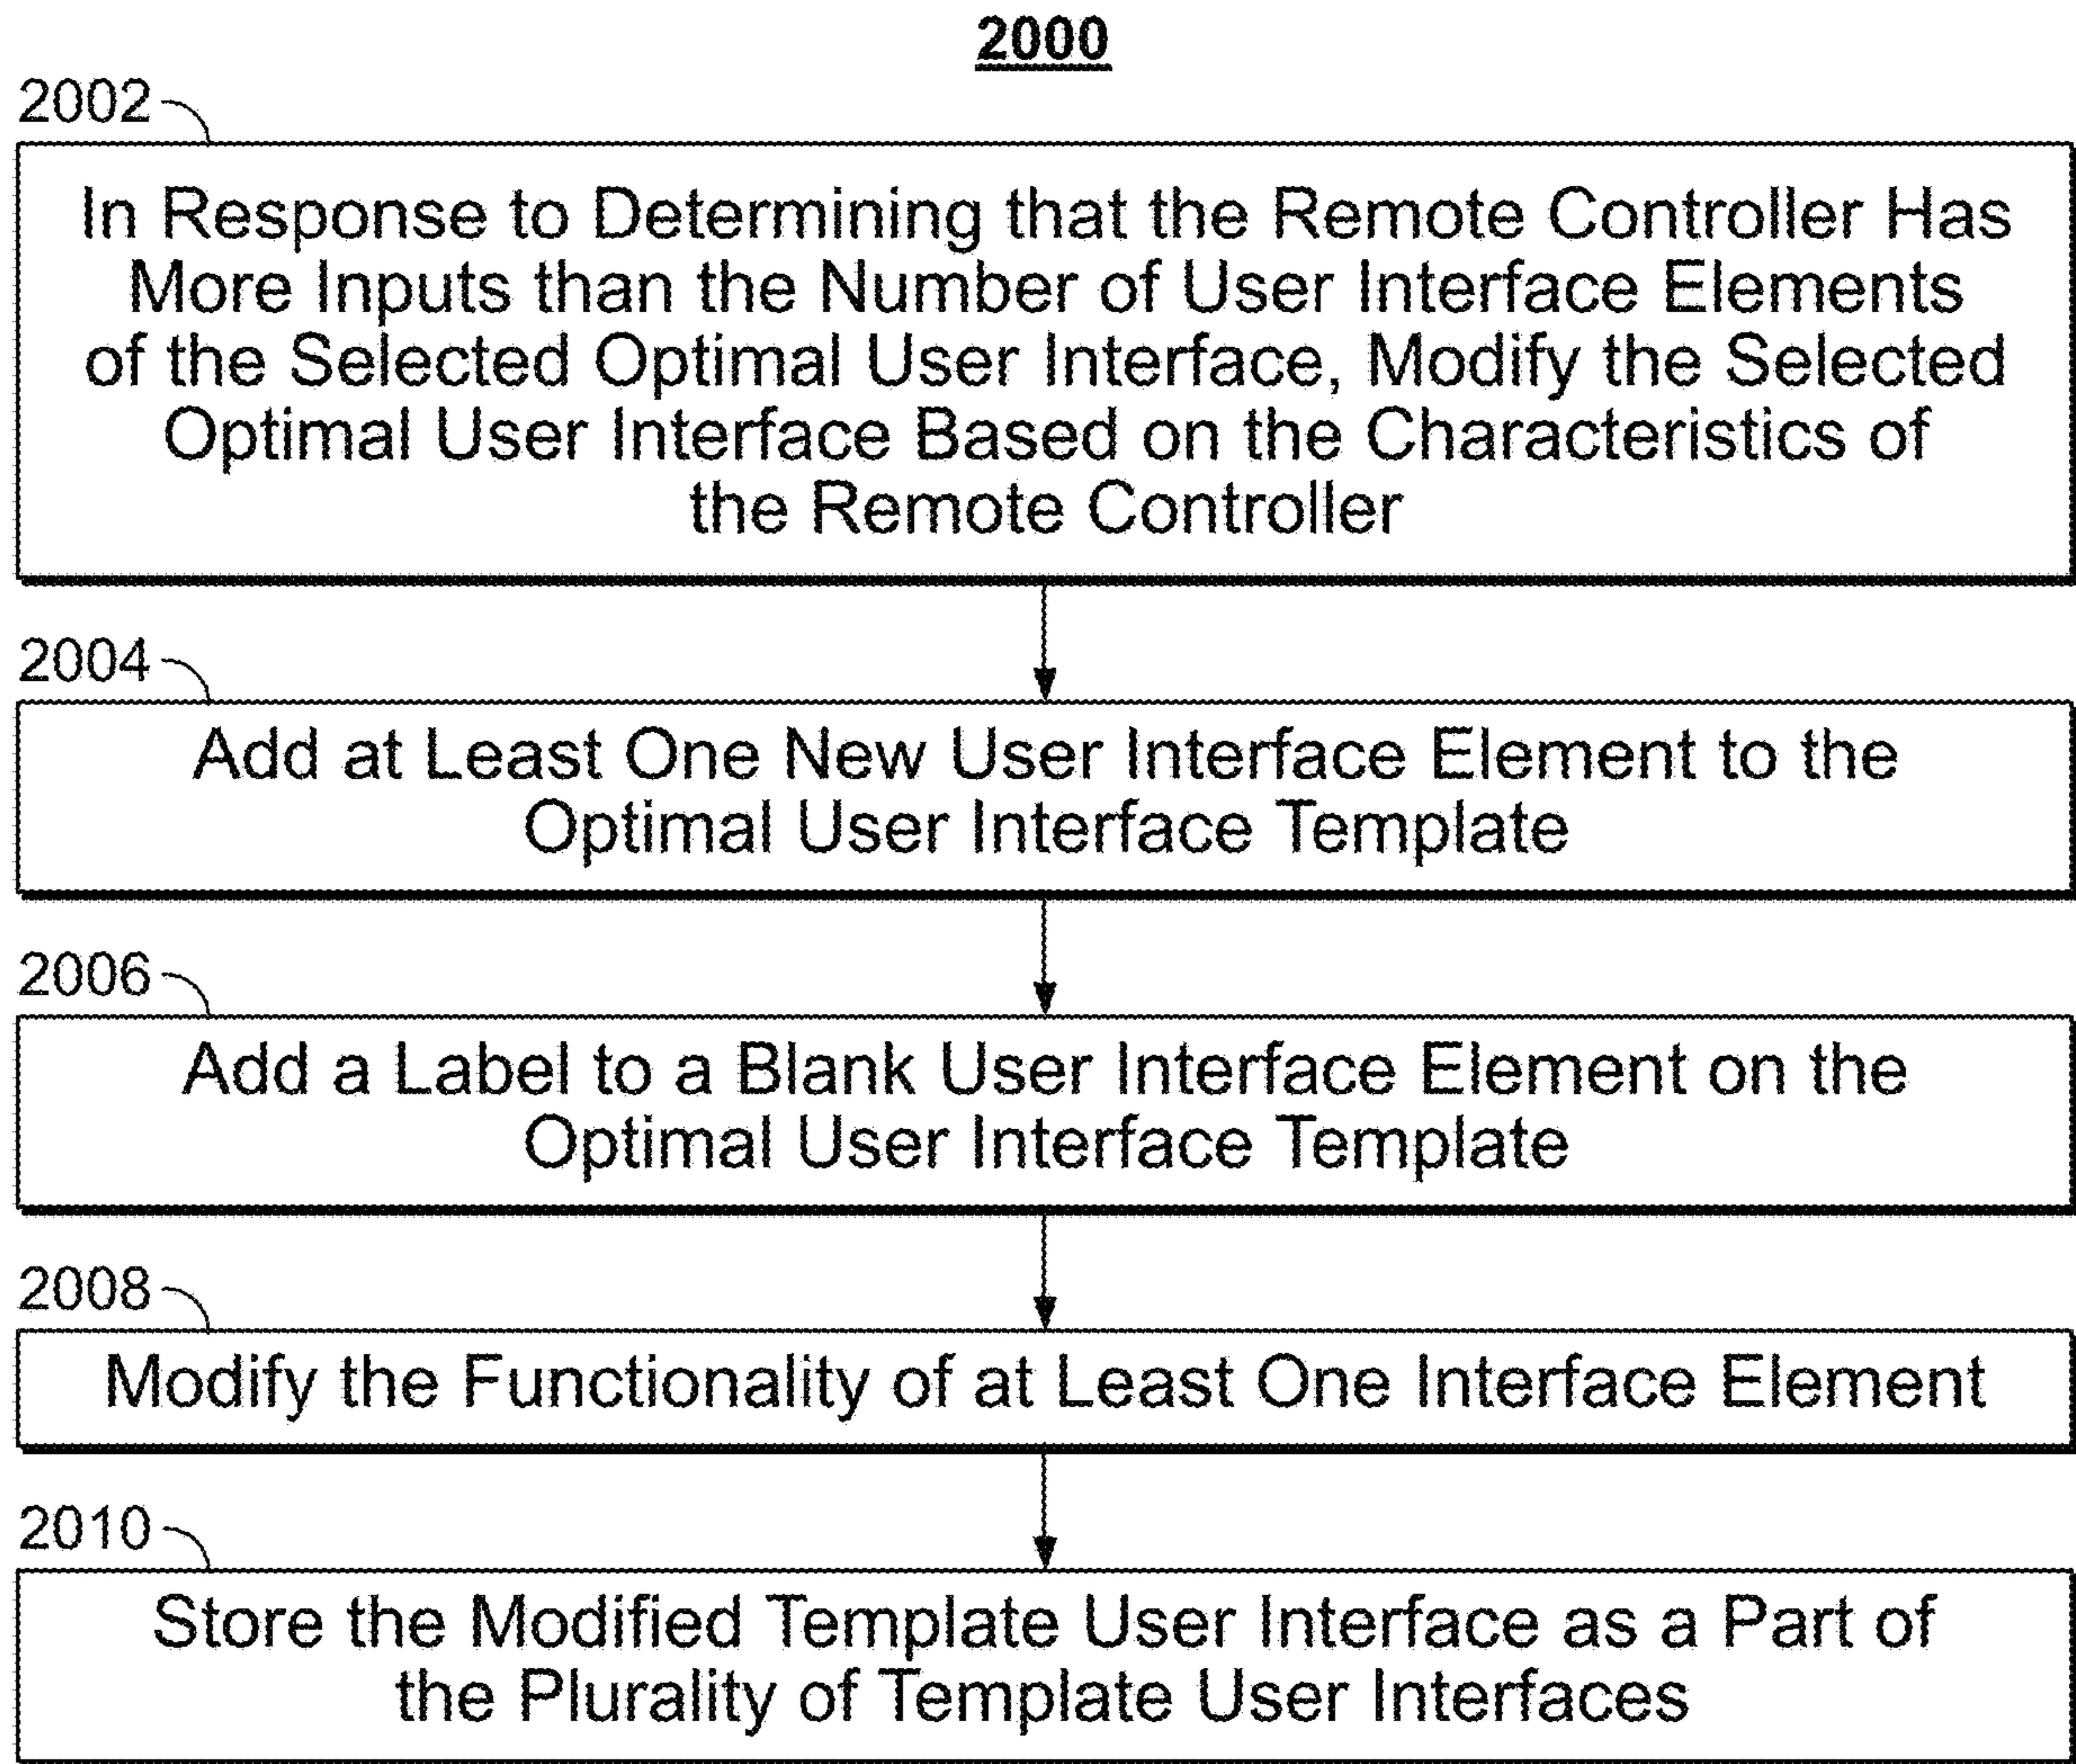 2000
2002
In Response to Determining that the Remote Controller Has
More Inputs than the Number of User Interface Elements
of the Selected Optimal User Interface, Modify the Selected
Optimal User Interface Based on the Characteristics of
the Remote Controller
2004
Add at Least One New User Interface Element to the
Optimal User Interface Template
2006
Add a Label to a Blank User Interface Element on the
Optimal User Interface Template
2008
Modify the Functionality of at Least One Interface Element
2010
Store the Modified Template User Interface as a Part of
the Plurality of Template User Interfaces